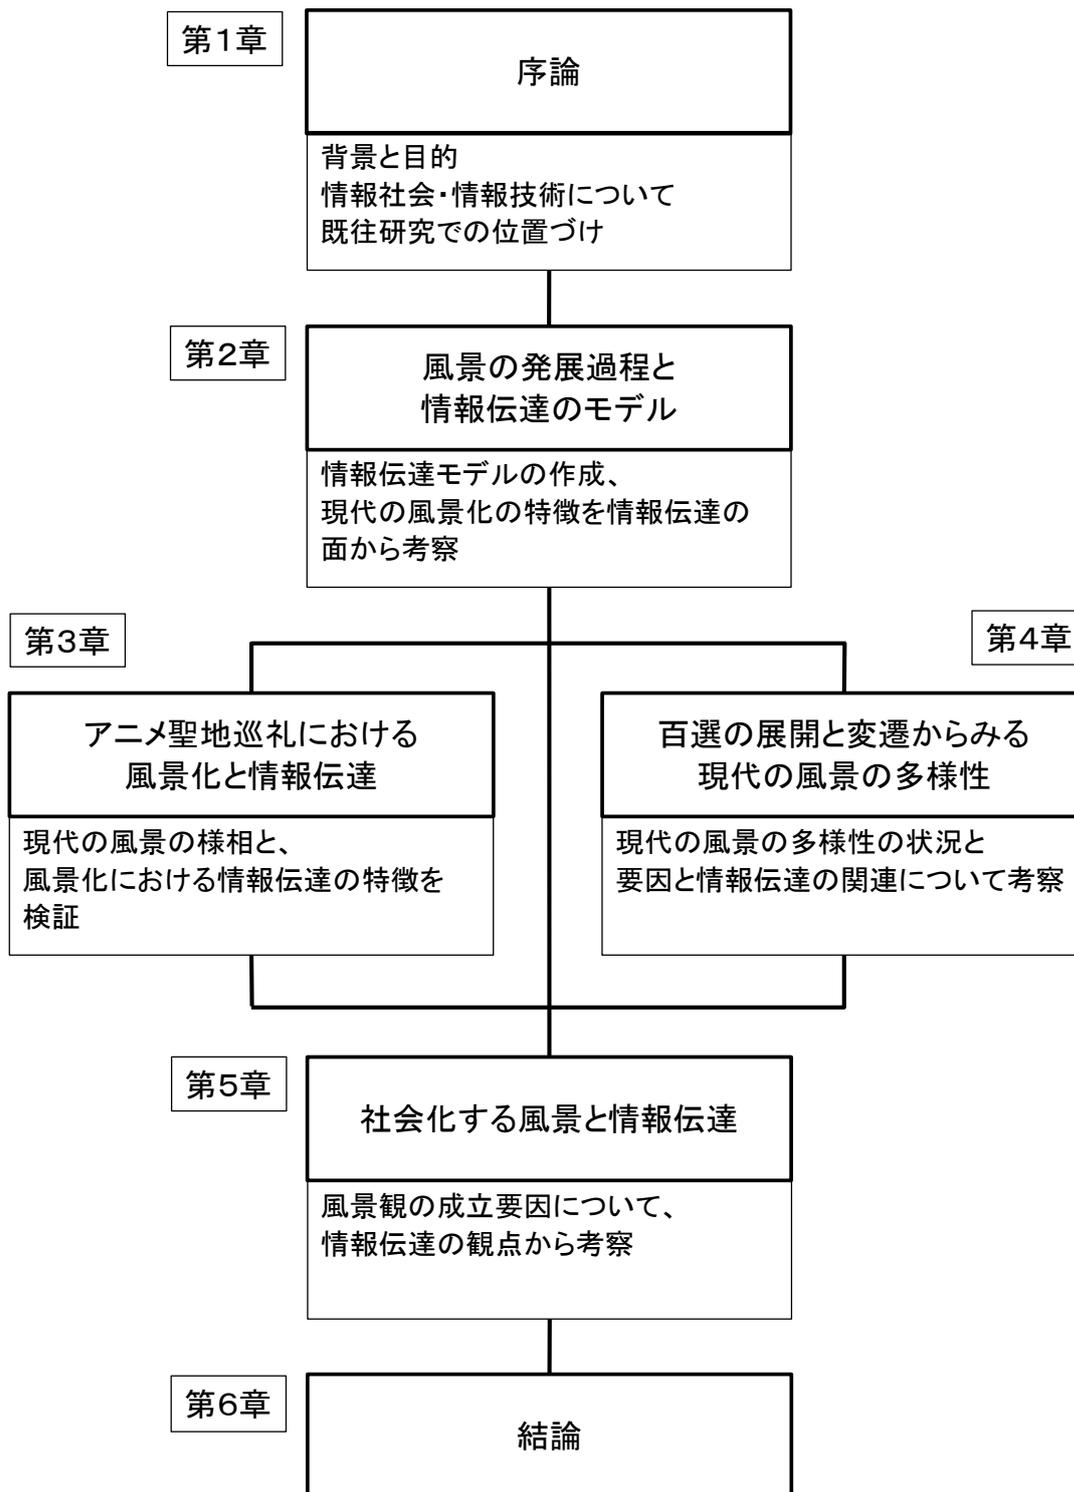 第1章
序論
背景と目的
情報社会・情報技術について
既往研究での位置づけ
第2章
風景の発展過程と
情報伝達のモデル
情報伝達モデルの作成、
現代の風景化の特徴を情報伝達の
面から考察
第3章
アニメ聖地巡礼における
風景化と情報伝達
現代の風景の様相と、
風景化における情報伝達の特徴を
検証
第4章
百選の展開と変遷からみる
現代の風景の多様性
現代の風景の多様性の状況と
要因と情報伝達の関連について考察
第5章
社会化する風景と情報伝達
風景観の成立要因について、
情報伝達の観点から考察
第6章
結論